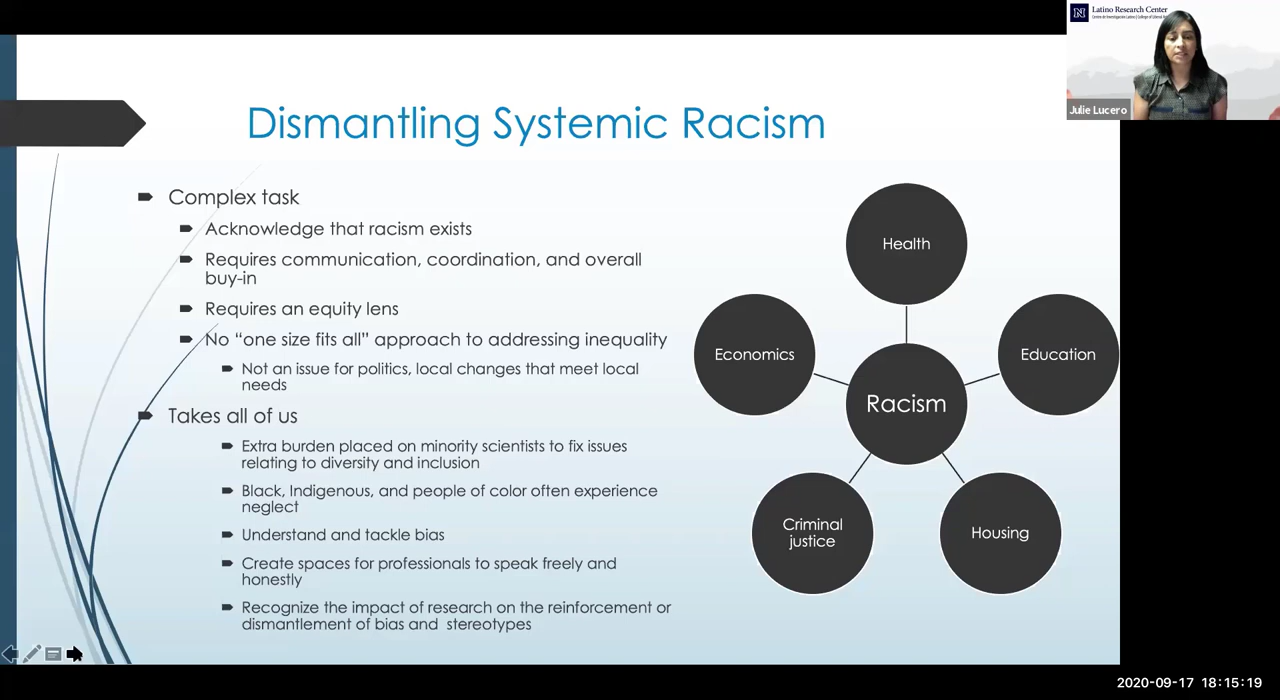 Latino Research Center
Julie Lucero
Dismantling Systemic Racism
Complex task
Acknowledge that racism exists
Requires communication, coordination, and overall
buy-in
Requires an equity lens
No “one size fits all” approach to addressing inequality
Not an issue for politics, local changes that meet local
needs
Takes all of us
Extra burden placed on minority scientists to fix issues
relating to diversity and inclusion
Black, Indigenous, and people of color often experience
neglect
Understand and tackle bias
Create spaces for professionals to speak freely and
honestly
Recognize the impact of research on the reinforcement or
dismantlement of bias and stereotypes
Health
Economics
Education
Racism
Criminal
justice
Housing
2020-09-17 18:15:19